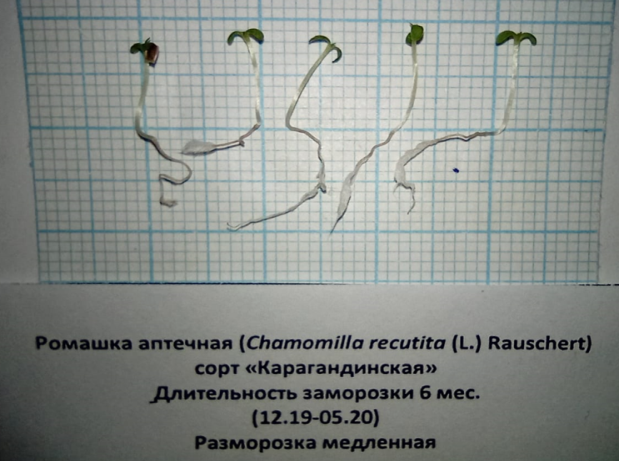 Ромашка аптечная (Chamomilla recutita (L.) Rauschert)
сорт «Карагандинская»
Длительность заморозки 6 мес.
(12.19-05.20)
Разморозка медленная